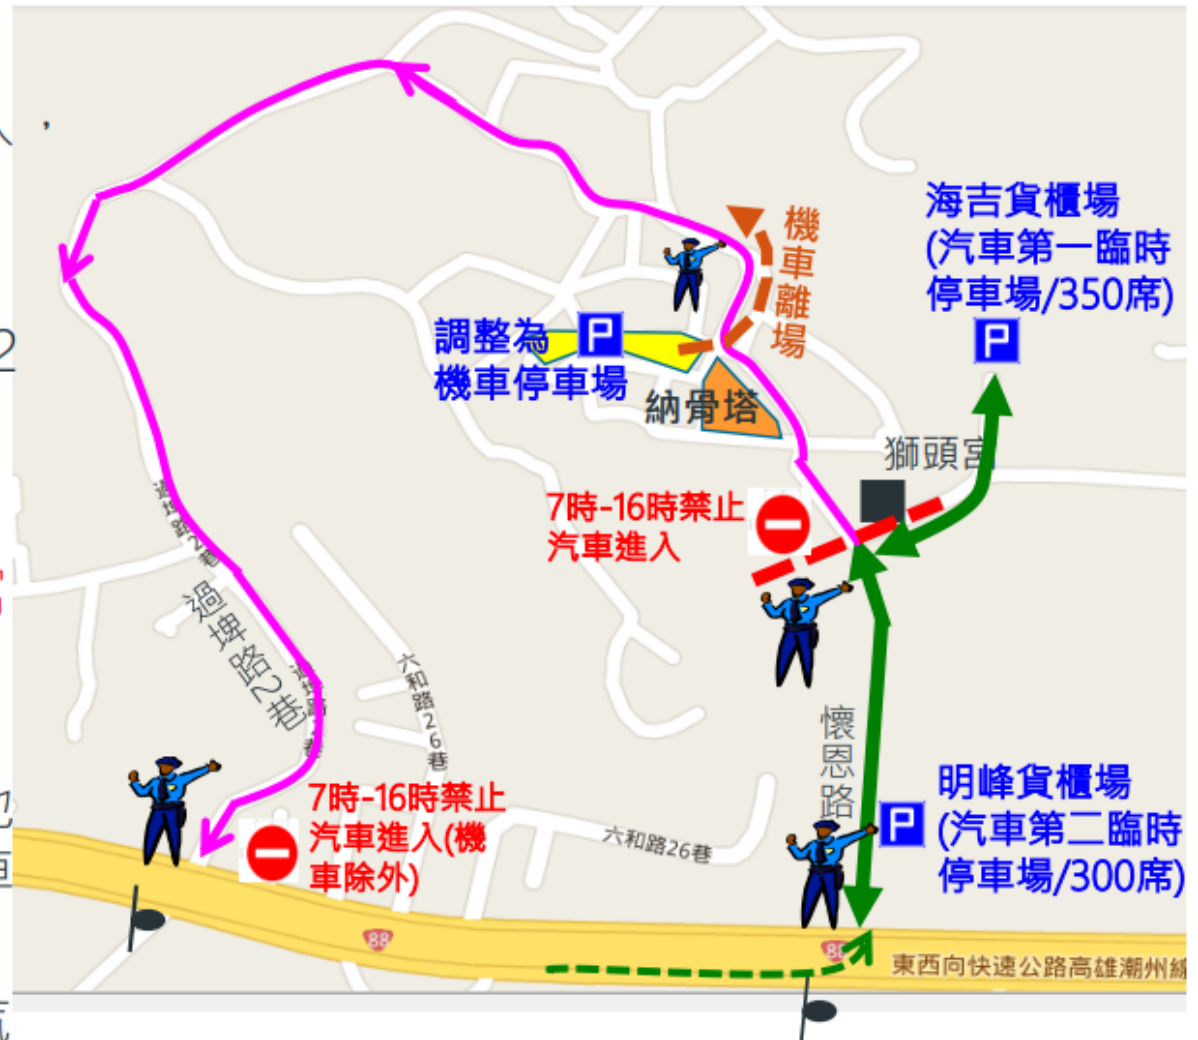 ，
海吉貨櫃場
(汽車第一臨時
停車場/350席)
P
機車離場
2
調整為
機車停車場
P
納骨塔
獅頭宮
7時-16時禁止
汽車進入
過埤路2巷
過埤路2巷
六和路26巷
懷恩路
7時-16時禁止
汽車進入(機
車除外)
六和路26巷
明峰貨櫃場
(汽車第二臨時
停車場/300席)
P
88
88
東西向快速公路高雄潮州線